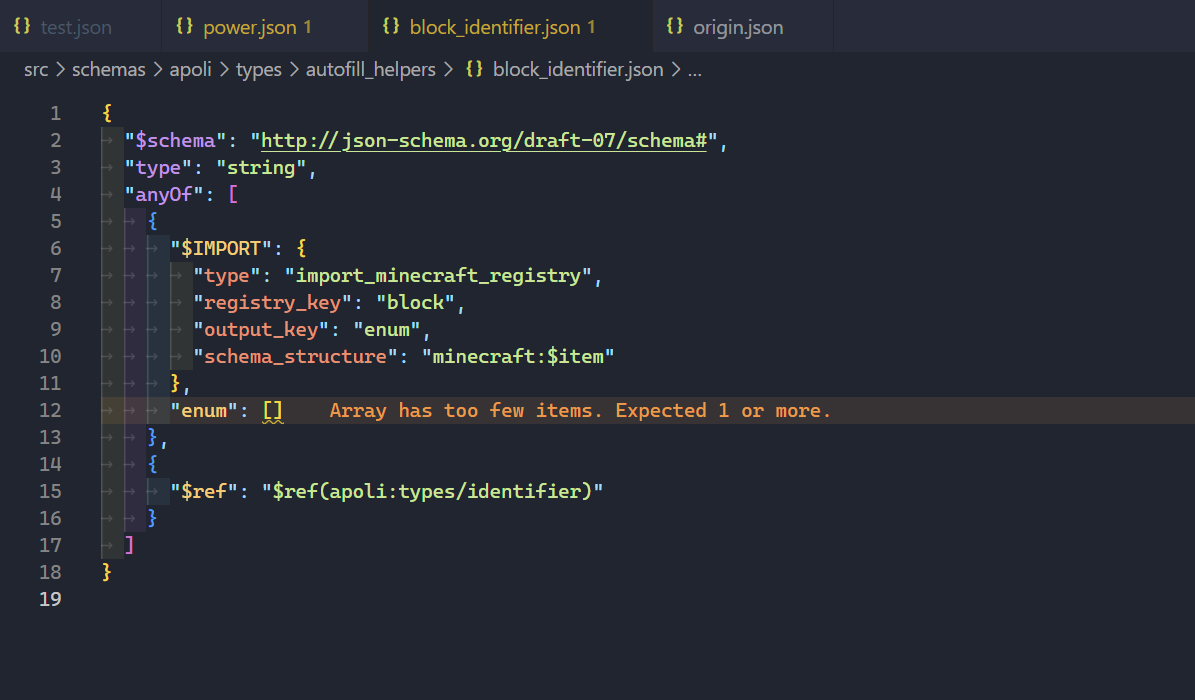 {} test.json {} power.json 1 {} block_identifier.json 1 {} origin.json
src > schemas > apoli > types > autofill_helpers > {} block_identifier.json > ...
1 {
2 "$schema": "http://json-schema.org/draft-07/schema#",
3 "type": "string",
4 "anyOf": [
5 {
6 "$IMPORT": {
7 "type": "import_minecraft_registry",
8 "registry_key": "block",
9 "output_key": "enum",
10 "schema_structure": "minecraft:$item"
11 },
12 "enum": [] Array has too few items. Expected 1 or more.
13 },
14 {
15 "$ref": "$ref(apoli:types/identifier)"
16 }
17 ]
18 }
19